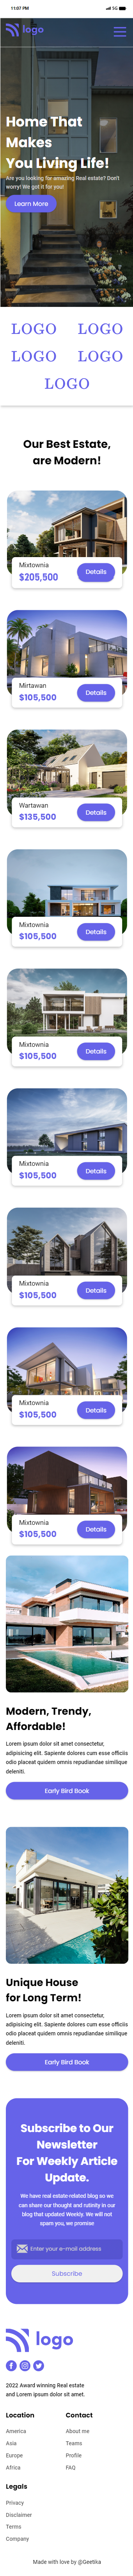 11:07 PM
5G
logo
Home That
Makes
You Living Life!
Are you looking for amazing Real estate? Don't
worry! We got it for you!
Learn More
LOGO LOGO
LOGO LOGO
LOGO
Our Best Estate,
are Modern!
Mixtownia
$205,500
Details
Mirtawan
$105,500
Details
Wartawan
$135,500
Details
Mixtownia
$105,500
Details
Mixtownia
$105,500
Details
Mixtownia
$105,500
Details
Mixtownia
$105,500
Details
Mixtownia
$105,500
Details
Mixtownia
$105,500
Details
Modern, Trendy,
Affordable!
Lorem ipsum dolor sit amet consectetur,
adipisicing elit. Sapiente dolores cum esse officiis
odio placeat quidem omnis repudiandae similique
deleniti.
Early Bird Book
Unique House
for Long Term!
Lorem ipsum dolor sit amet consectetur,
adipisicing elit. Sapiente dolores cum esse officiis
odio placeat quidem omnis repudiandae similique
deleniti.
Early Bird Book
Subscribe to Our
Newsletter
For Weekly Article
Update.
We have real estate related blog so we
can share our thought and rutinity in our
blog that updated Weekly. We will not
spam you, we promise
Enter your e-mail address
Subscribe
logo
2022 Award winning Real estate
and Lorem ipsum dolor sit amet.
Location
America
Asia
Europe
Africa
Contact
About me
Teams
Profile
FAQ
Legals
Privacy
Disclaimer
Terms
Company
Made with love by @Geetika